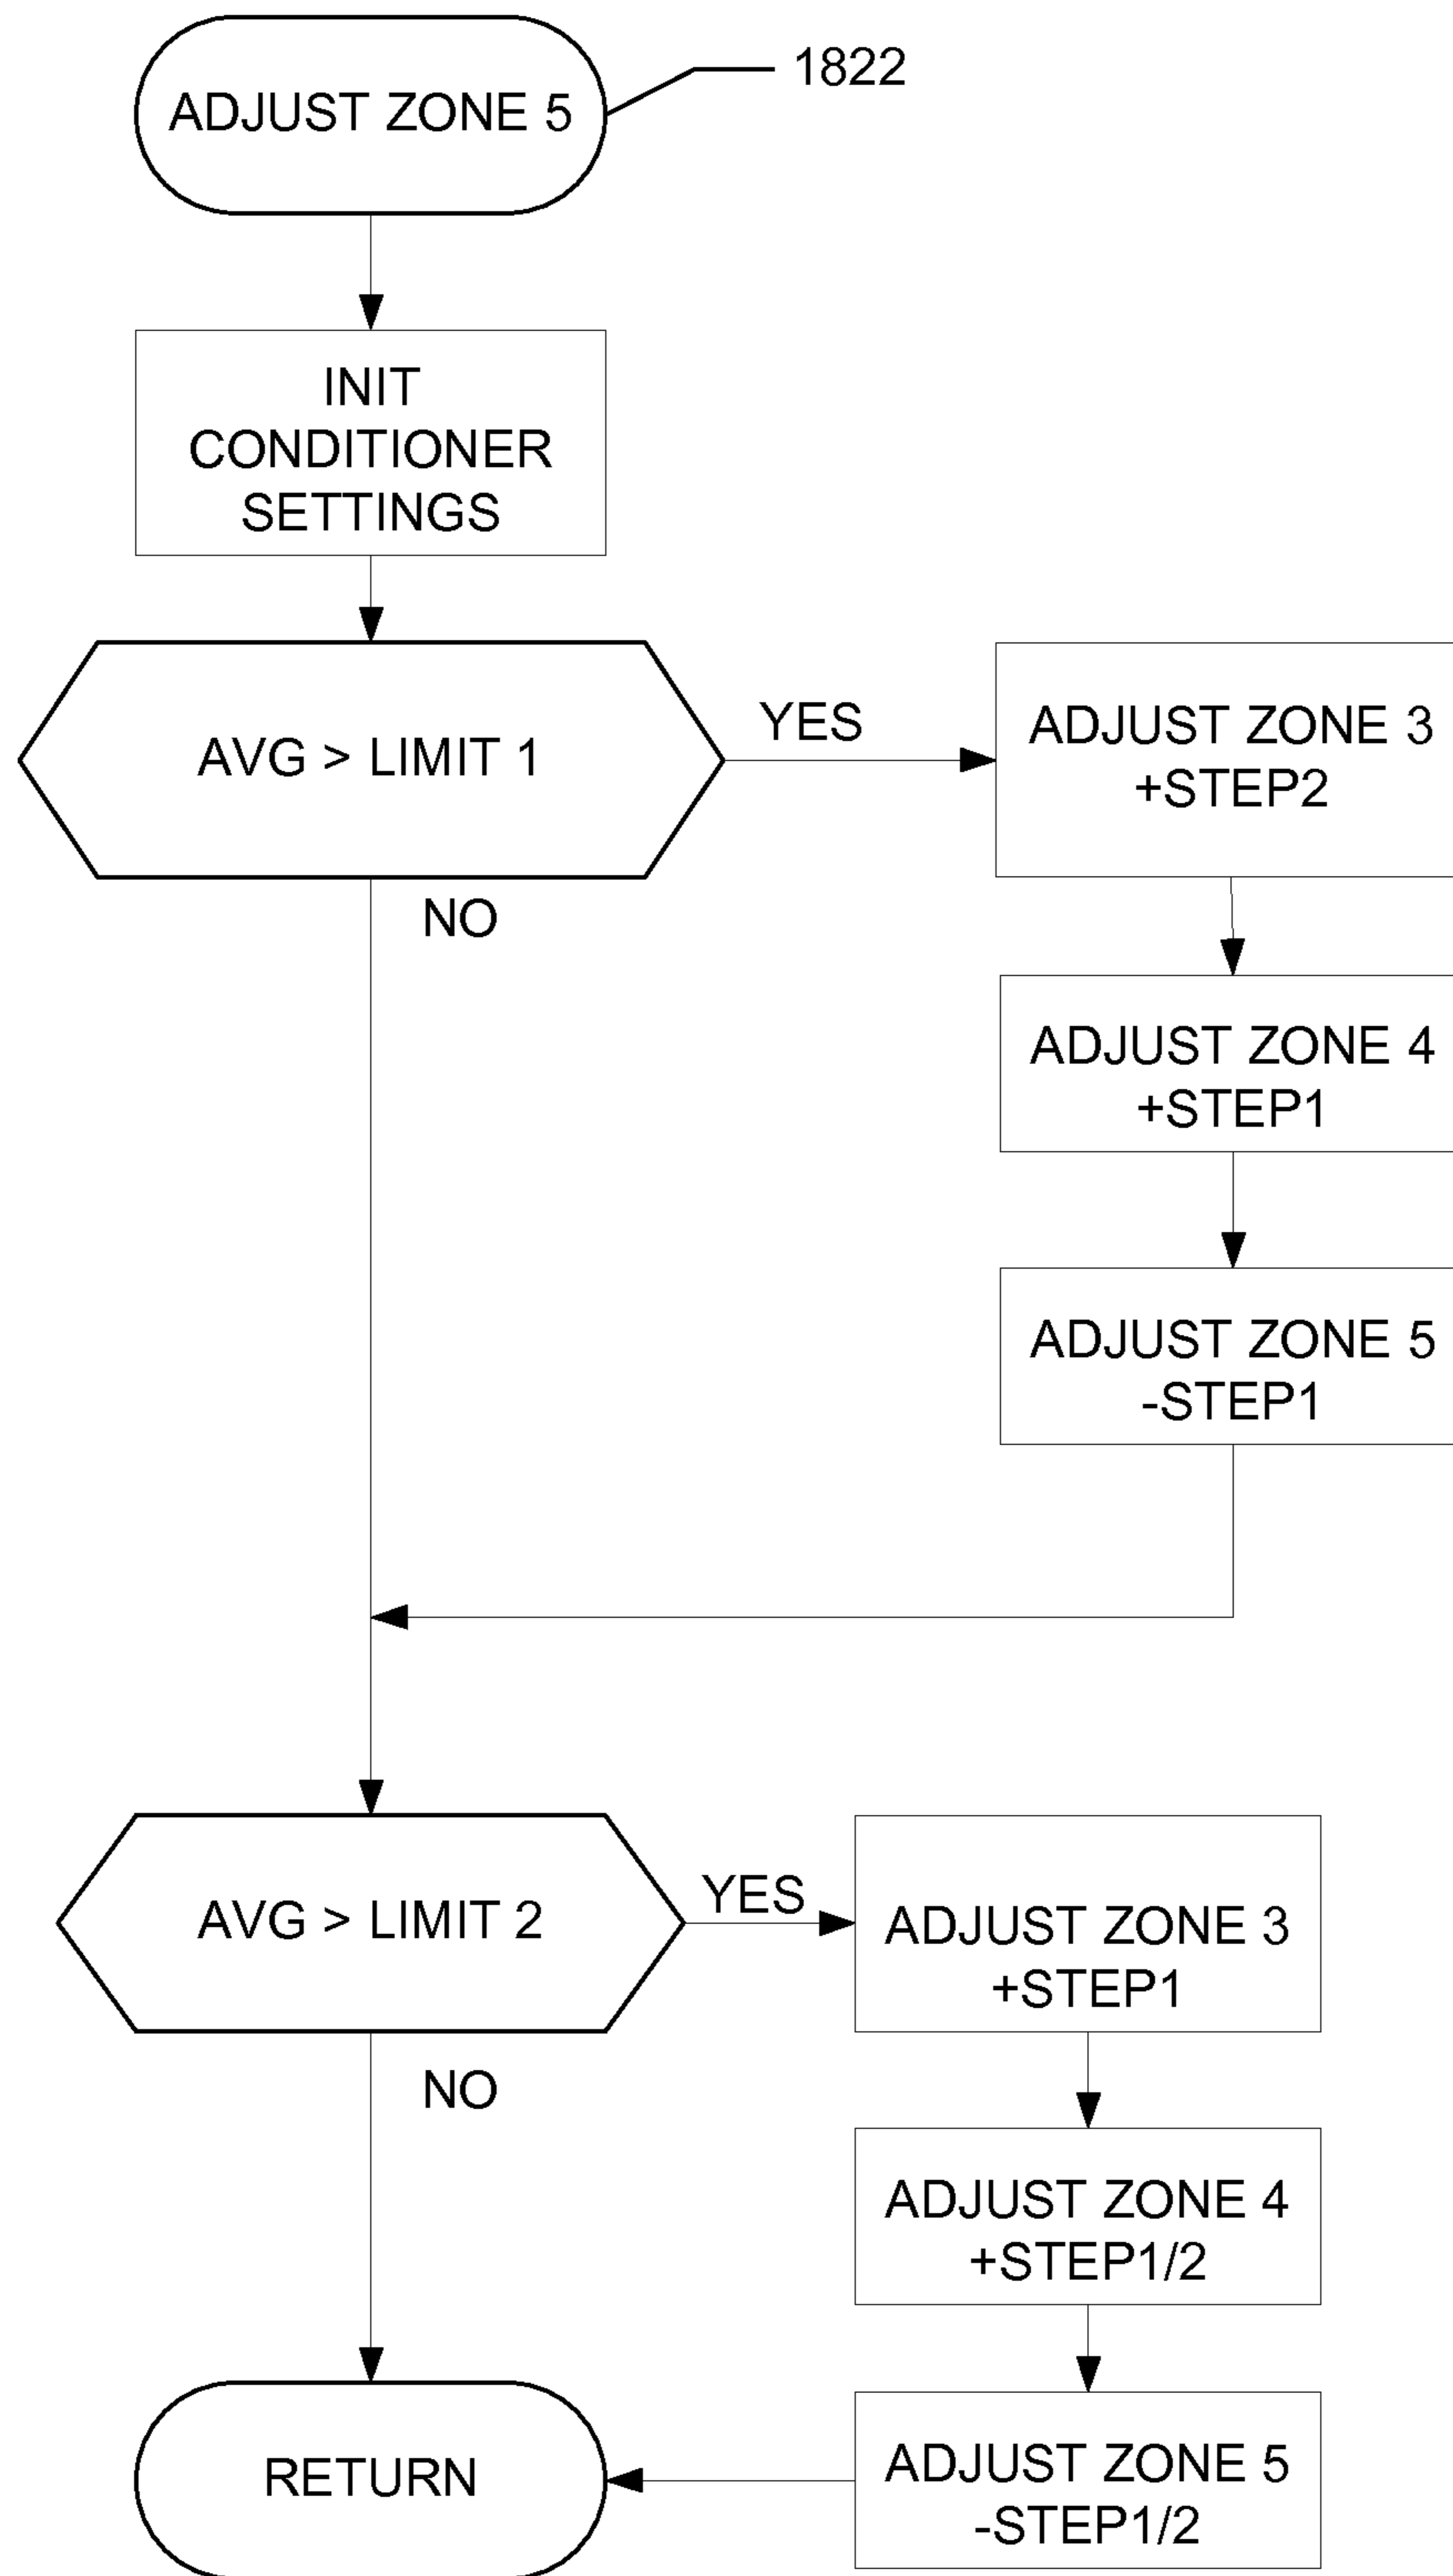 ADJUST ZONE 5
1822
INIT
CONDITIONER
SETTINGS
AVG > LIMIT 1
YES
ADJUST ZONE 3
+STEP2
NO
ADJUST ZONE 4
+STEP1
ADJUST ZONE 5
-STEP1
AVG > LIMIT 2
YES
ADJUST ZONE 3
+STEP1
NO
ADJUST ZONE 4
+STEP1/2
RETURN
ADJUST ZONE 5
-STEP1/2